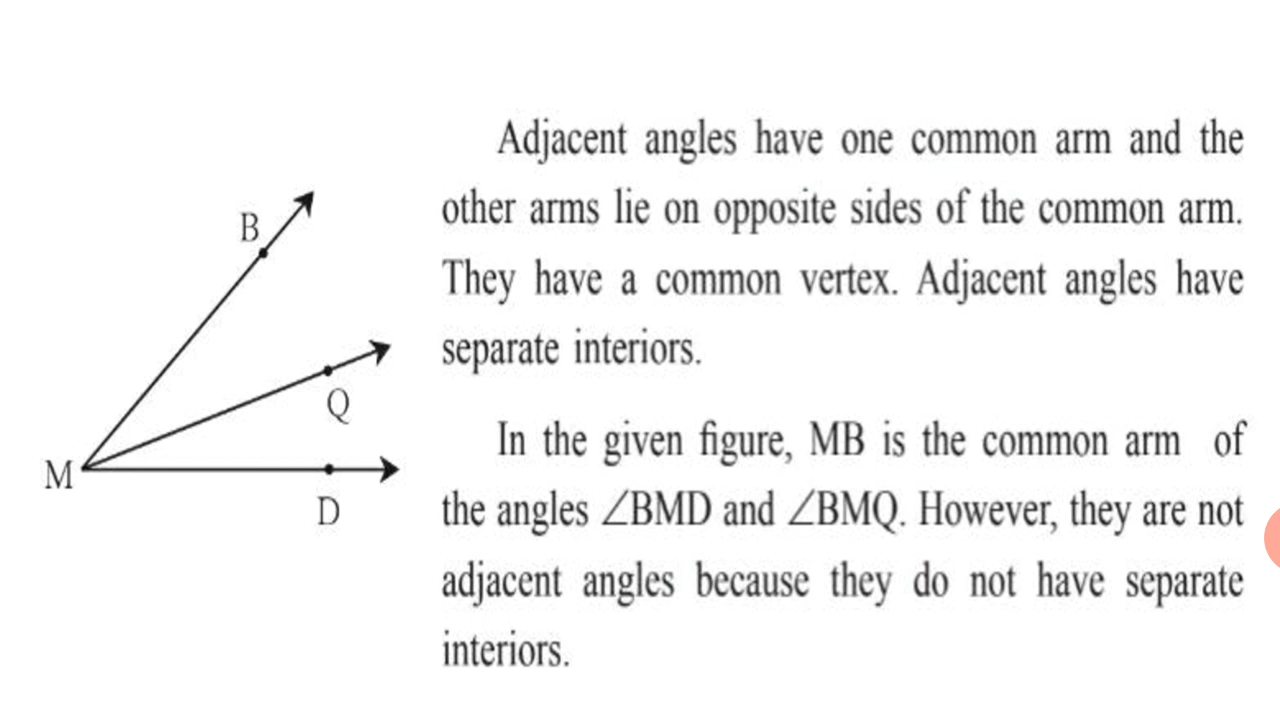 Adjacent angles have one common arm and the
other arms lie on opposite sides of the common arm.
They have a common vertex. Adjacent angles have
separate interiors.
In the given figure, MB is the common arm of
the angles ∠BMD and ∠BMQ. However, they are not
adjacent angles because they do not have separate
interiors.
B
Q
M
D